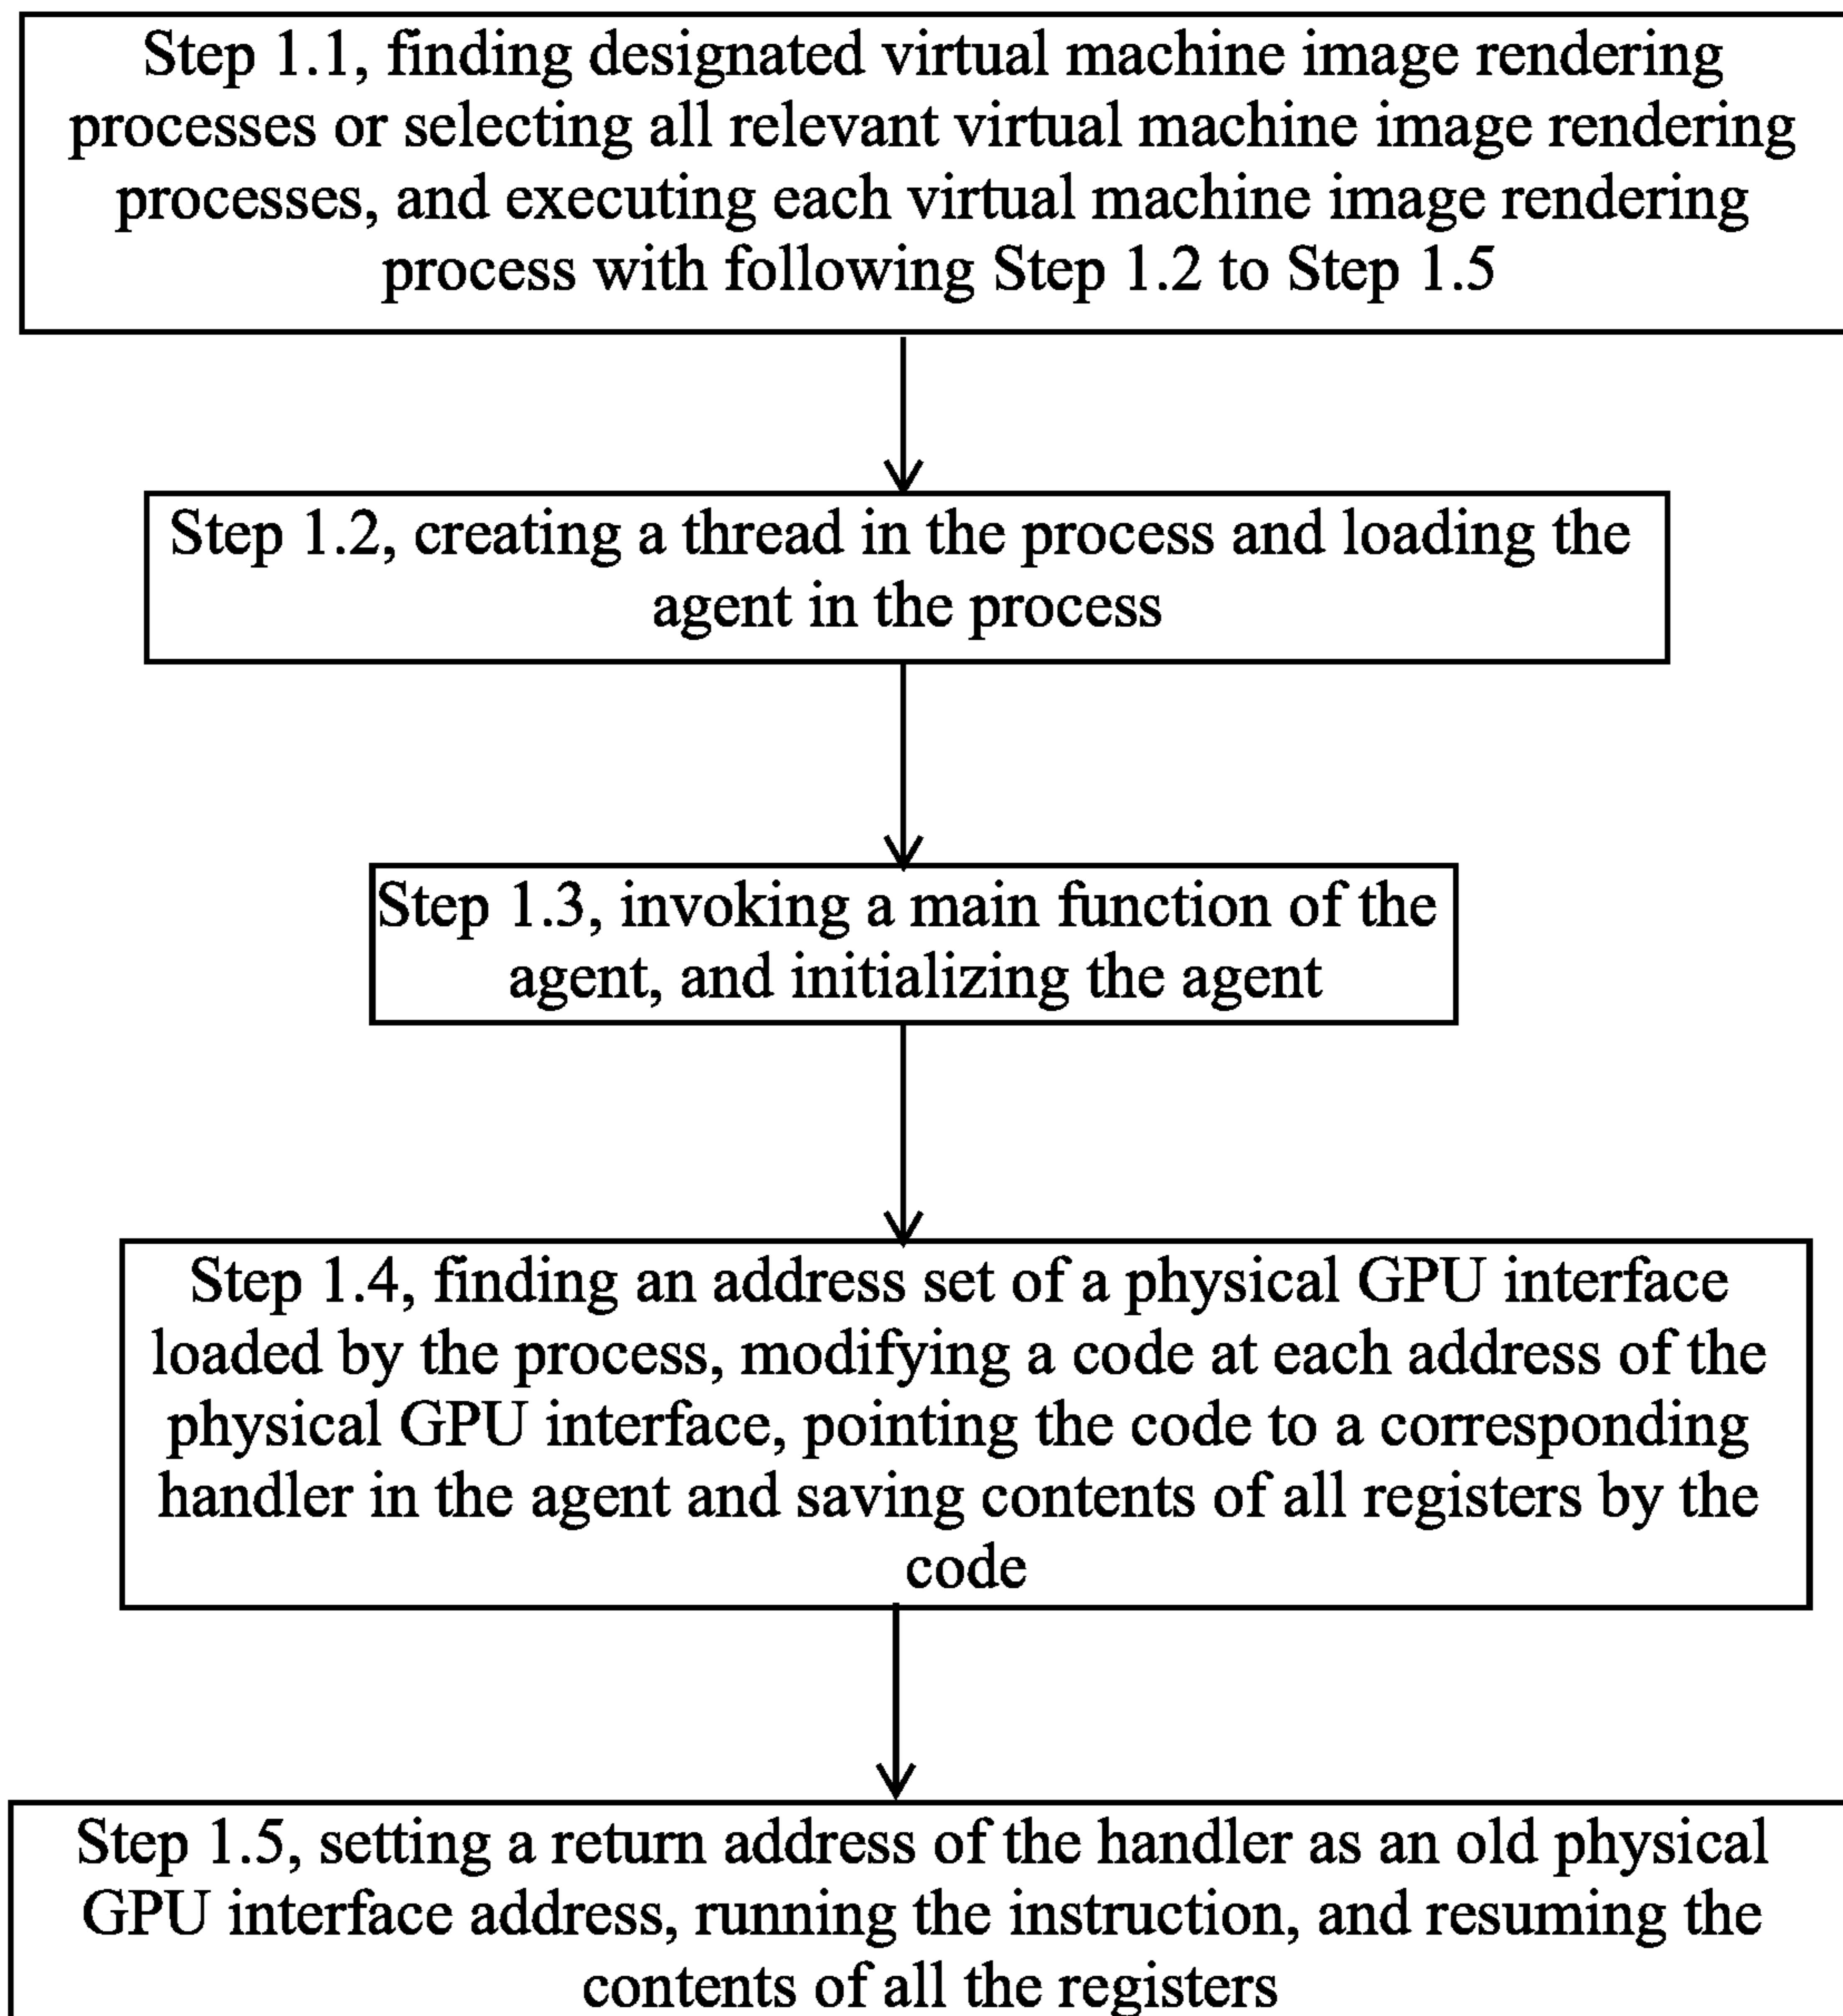 Step 1.1, finding designated virtual machine image rendering
processes or selecting all relevant virtual machine image rendering
processes, and executing each virtual machine image rendering
process with following Step 1.2 to Step 1.5
Step 1.2, creating a thread in the process and loading the
agent in the process
Step 1.3, invoking a main function of the
agent, and initializing the agent
Step 1.4, finding an address set of a physical GPU interface
loaded by the process, modifying a code at each address of the
physical GPU interface, pointing the code to a corresponding
handler in the agent and saving contents of all registers by the
code
Step 1.5, setting a return address of the handler as an old physical
GPU interface address, running the instruction, and resuming the
contents of all the registers